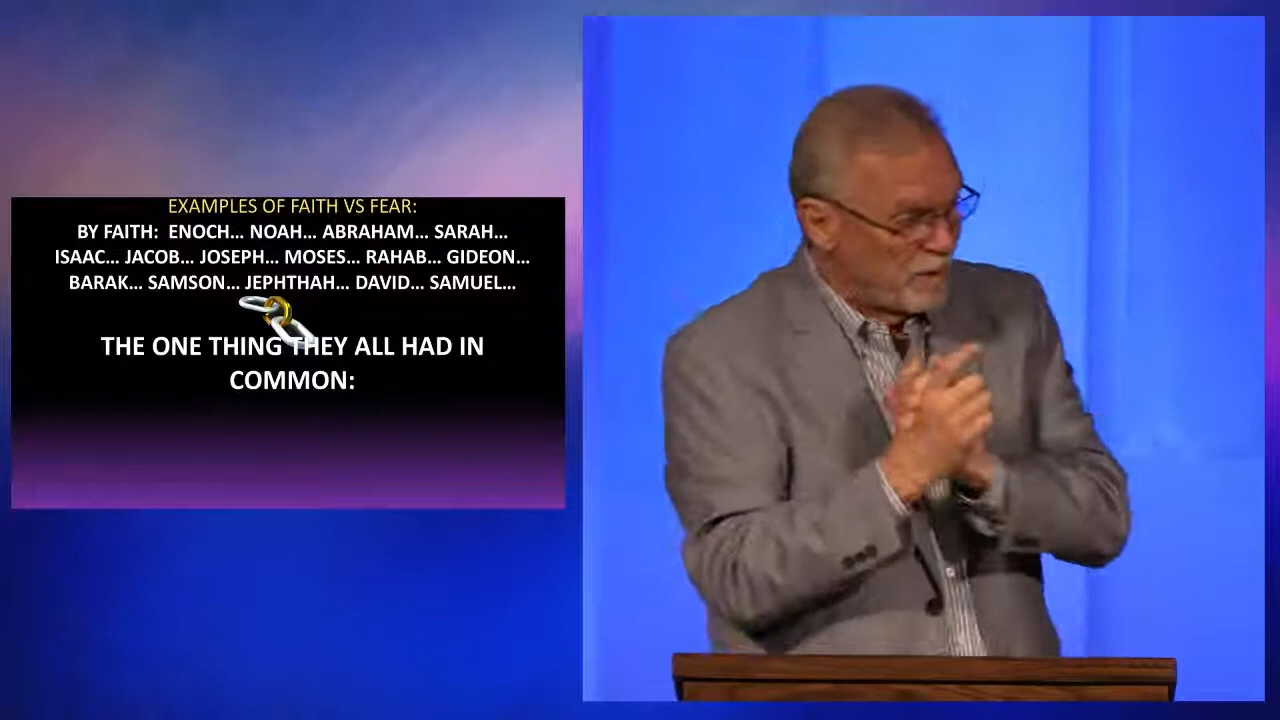 EXAMPLES OF FAITH VS FEAR:
BY FAITH:  ENOCH... NOAH... ABRAHAM... SARAH...
ISAAC... JACOB... JOSEPH... MOSES... RAHAB... GIDEON...
BARAK... SAMSON... JEPHTHAH... DAVID... SAMUEL...
THE ONE THING THEY ALL HAD IN
COMMON: